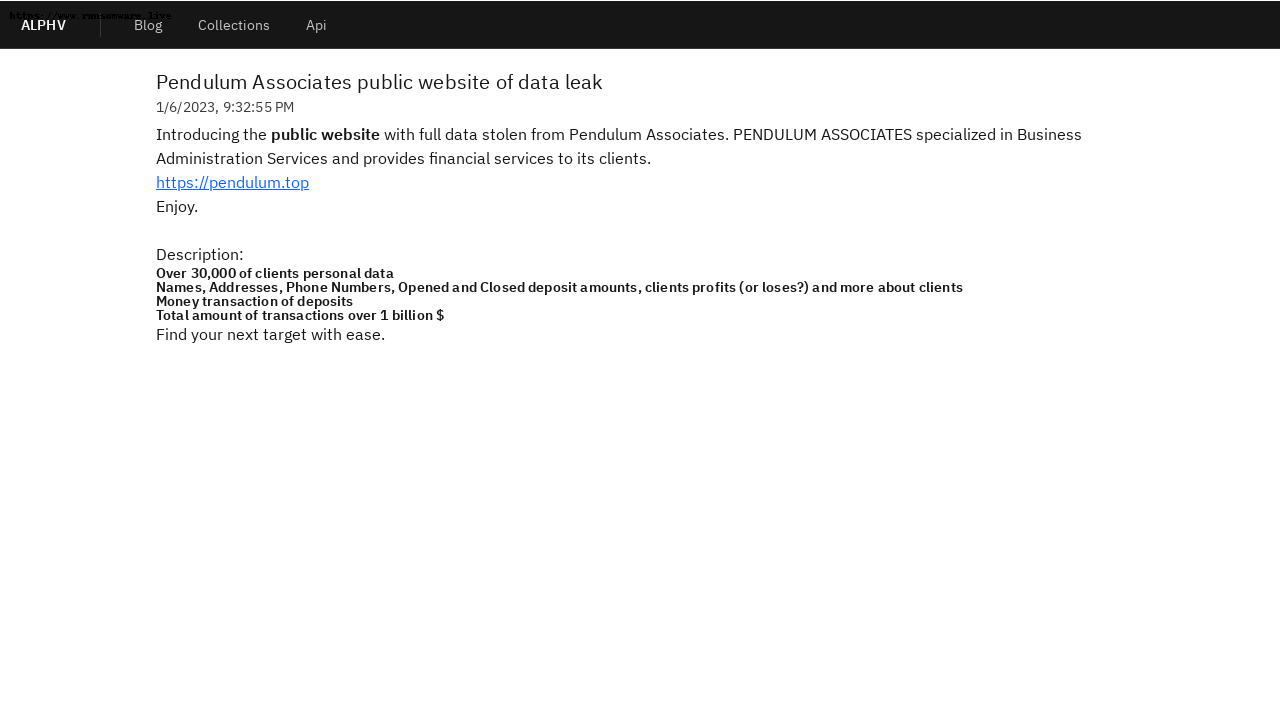 https://www.ransomware.live
ALPHV
Blog
Collections
Api
Pendulum Associates public website of data leak
1/6/2023, 9:32:55 PM
Introducing the public website with full data stolen from Pendulum Associates. PENDULUM ASSOCIATES specialized in Business
Administration Services and provides financial services to its clients.
https://pendulum.top
Enjoy.
Description:
Over 30,000 of clients personal data
Names, Addresses, Phone Numbers, Opened and Closed deposit amounts, clients profits (or loses?) and more about clients
Money transaction of deposits
Total amount of transactions over 1 billion $
Find your next target with ease.